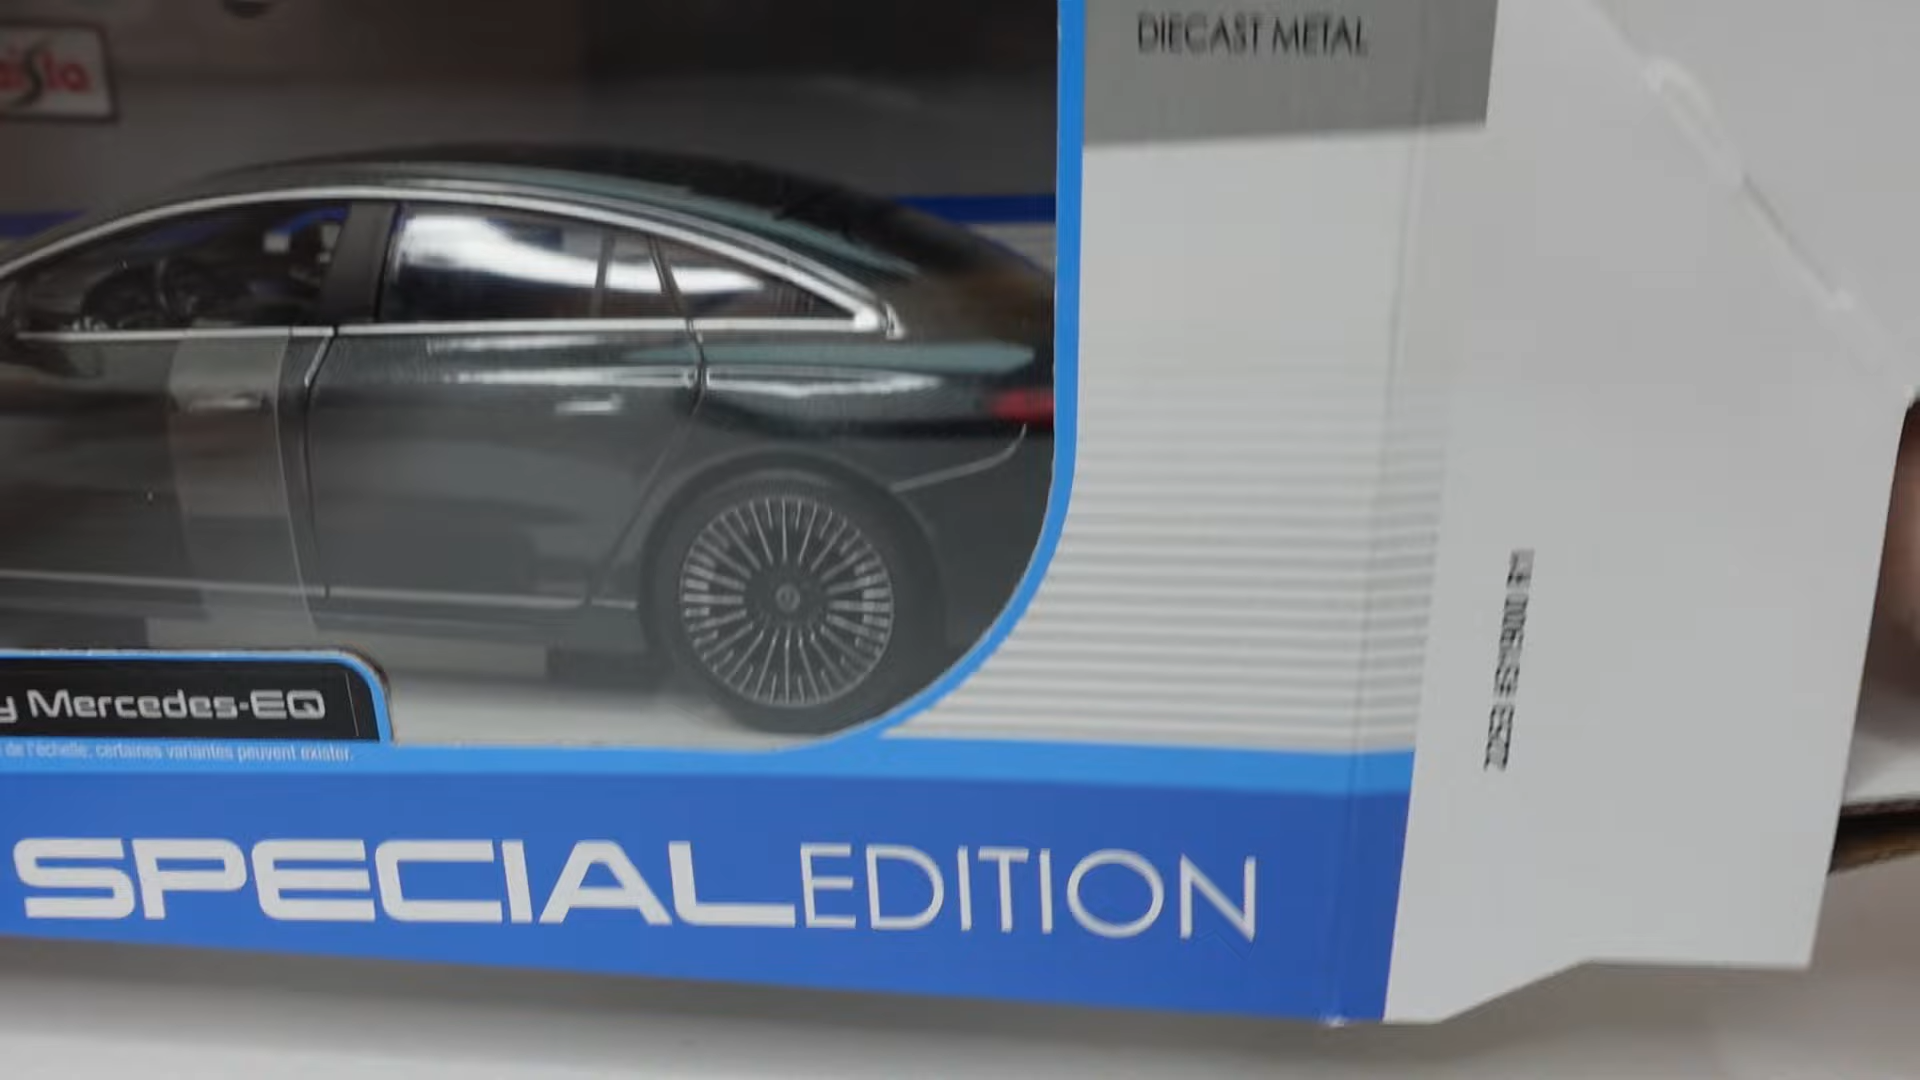 DIECAST METAL
y Mercedes-EQ
de l'échelle, certaines variantes peuvent exister.
SPECIALEDITION